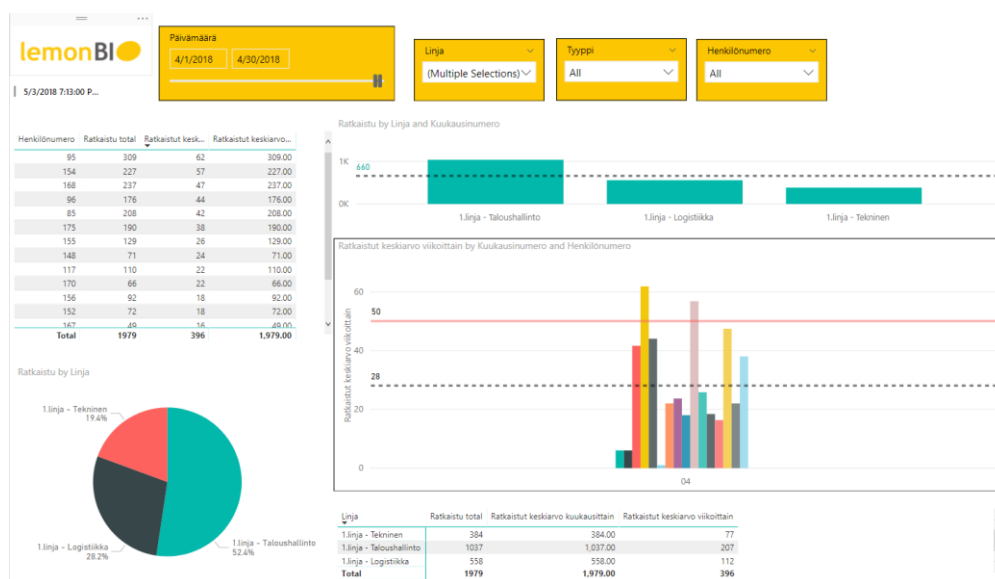 lemonBI
5/3/2018 7:13:00 P...
Päivämäärä
4/1/2018 4/30/2018
Linja
(Multiple Selections)
Tyyppi
All
Henkilönumero
All
Henkilönumero Ratkaistu total Ratkaistut kesk... Ratkaistut keskiarvo...
95 309 62 309.00
154 227 57 227.00
168 237 47 237.00
96 176 44 176.00
85 208 42 208.00
175 190 38 190.00
155 129 26 129.00
148 71 24 71.00
117 110 22 110.00
170 66 22 66.00
156 92 18 92.00
152 72 18 72.00
167 49 16 49.00
Total 1979 396 1,979.00
Ratkaistu by Linja and Kuukausinumero
1K
660
0K
1.linja - Taloushallinto 1.linja - Logistiikka 1.linja - Tekninen
Ratkaistut keskiarvo viikoittain by Kuukausinumero and Henkilönumero
Ratkaistut keskiarvo viikoittain
60
50
40
28
20
0
04
Ratkaistu by Linja
1.linja - Tekninen
19.4%
1.linja - Logistiikka
28.2%
1.linja - Taloushallinto
52.4%
Linja Ratkaistu total Ratkaistut keskiarvo kuukausittain Ratkaistut keskiarvo viikoittain
1.linja - Tekninen 384 384.00 77
1.linja - Taloushallinto 1037 1,037.00 207
1.linja - Logistiikka 558 558.00 112
Total 1979 1,979.00 396